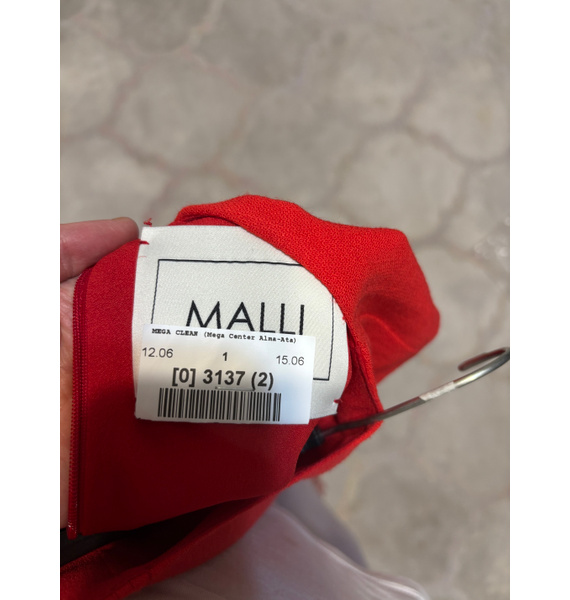 MALLI
MEGA CLEAN (Mega Center Alma-Ata)
12.06 1 15.06
[0] 3137 (2)